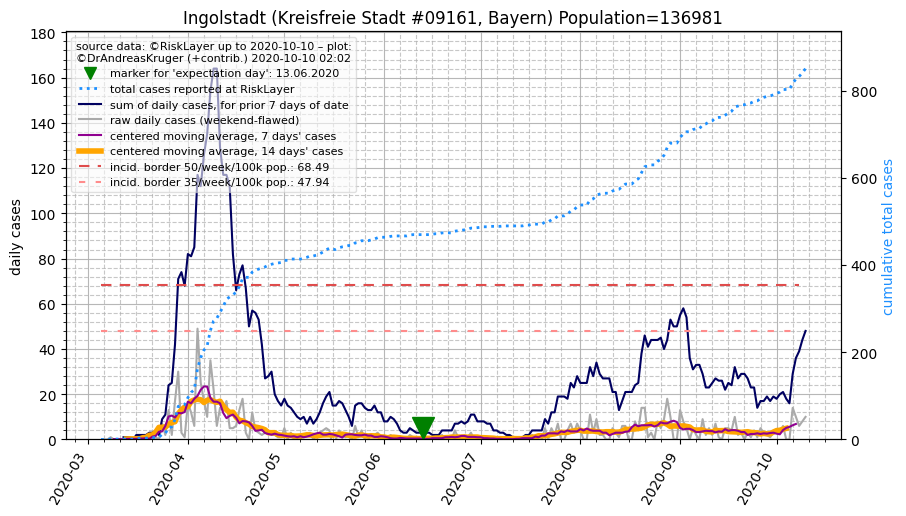 Ingolstadt (Kreisfreie Stadt #09161, Bayern) Population=136981
source data: ©RiskLayer up to 2020-10-10 – plot:
©DrAndreasKruger (+contrib.) 2020-10-10 02:02
marker for 'expectation day': 13.06.2020
total cases reported at RiskLayer
sum of daily cases, for prior 7 days of date
raw daily cases (weekend-flawed)
centered moving average, 7 days' cases
centered moving average, 14 days' cases
incid. border 50/week/100k pop.: 68.49
incid. border 35/week/100k pop.: 47.94
daily cases
180
160
140
120
100
80
60
40
20
0
cumulative total cases
800
600
400
200
0
2020-03
2020-04
2020-05
2020-06
2020-07
2020-08
2020-09
2020-10